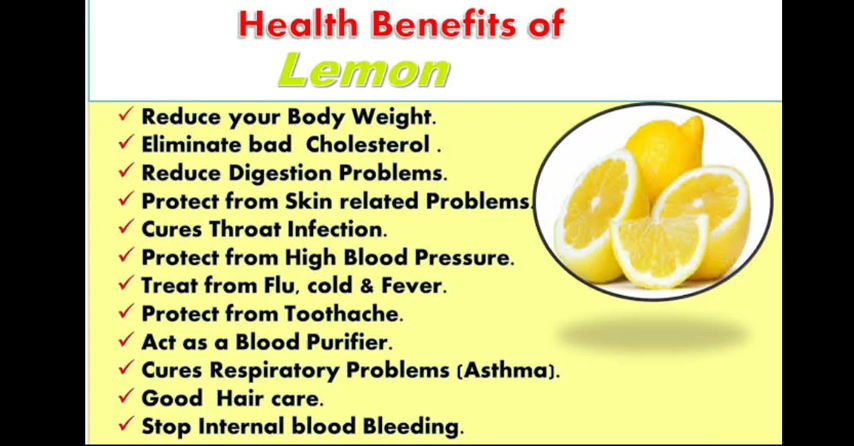 Health Benefits of
Lemon
Reduce your Body Weight.
Eliminate bad Cholesterol .
Reduce Digestion Problems.
Protect from Skin related Problems.
Cures Throat Infection.
Protect from High Blood Pressure.
Treat from Flu, cold & Fever.
Protect from Toothache.
Act as a Blood Purifier.
Cures Respiratory Problems (Asthma).
Good Hair care.
Stop Internal blood Bleeding.